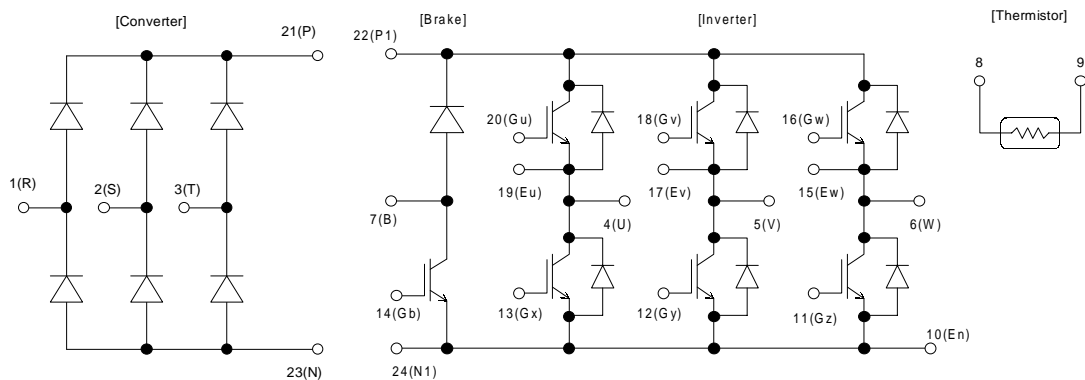 [Converter]
[Brake]
[Inverter]
[Thermistor]
21(P)
22(P1)
8
9
20(Gu)
18(Gv)
16(Gw)
1(R)
2(S)
3(T)
19(Eu)
17(Ev)
15(Ew)
7(B)
4(U)
5(V)
6(W)
14(Gb)
13(Gx)
12(Gy)
11(Gz)
10(En)
23(N)
24(N1)